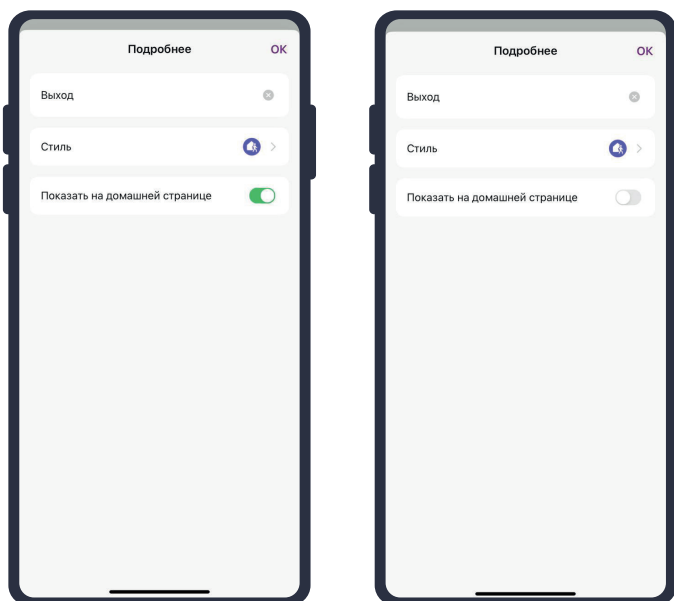 Подробнее
OK
Выход
Стиль
Показать на домашней странице
Подробнее
OK
Выход
Стиль
Показать на домашней странице